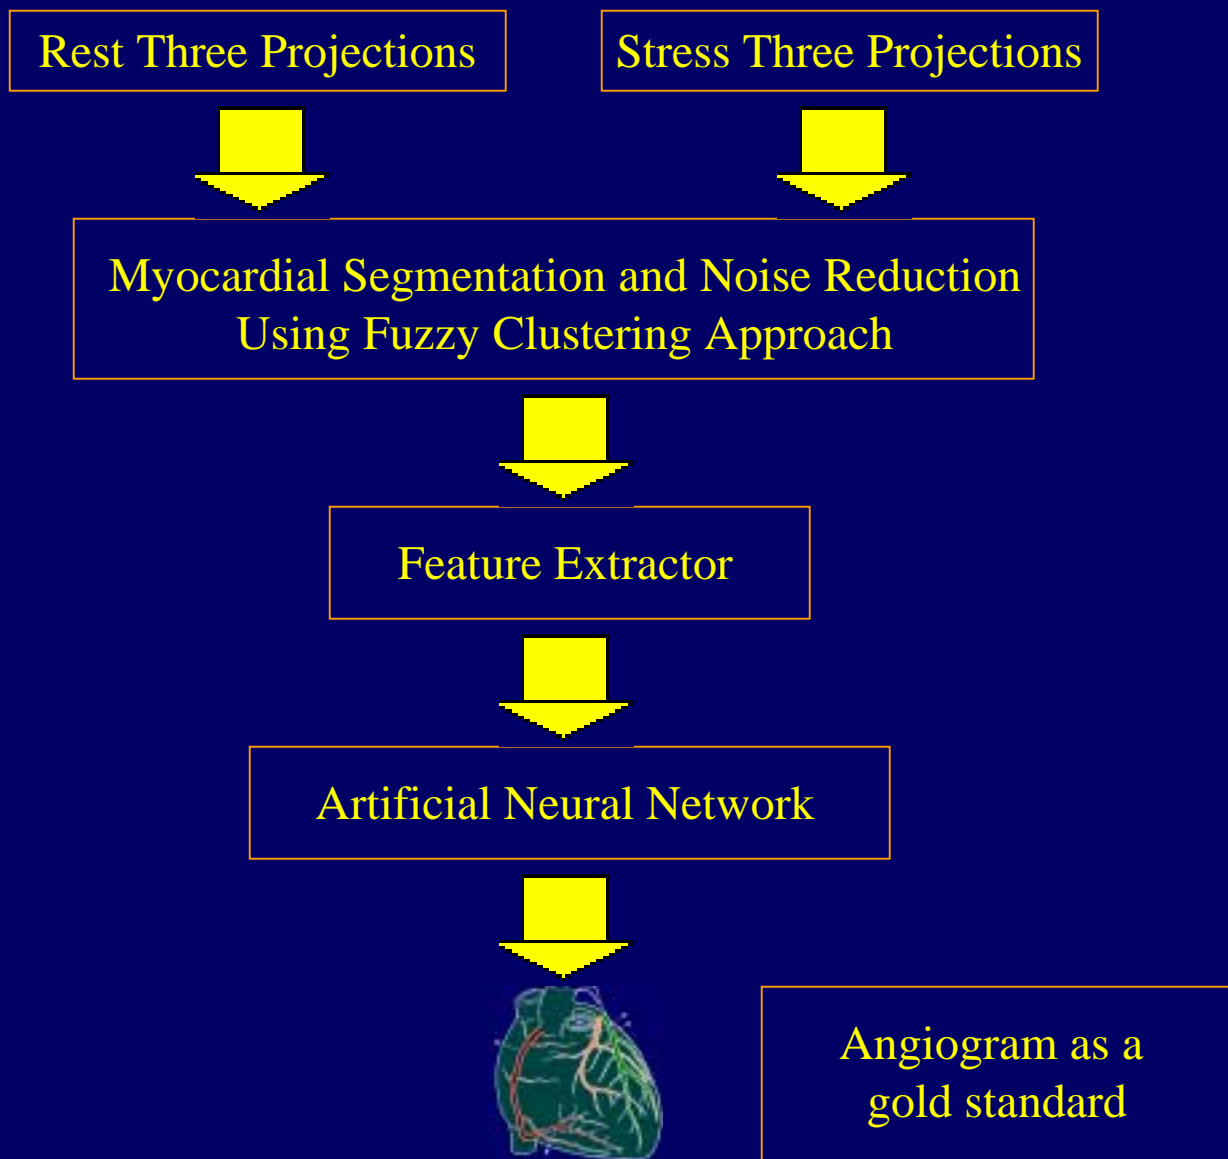 Rest Three Projections
Stress Three Projections
Myocardial Segmentation and Noise Reduction
Using Fuzzy Clustering Approach
Feature Extractor
Artificial Neural Network
Angiogram as a
gold standard